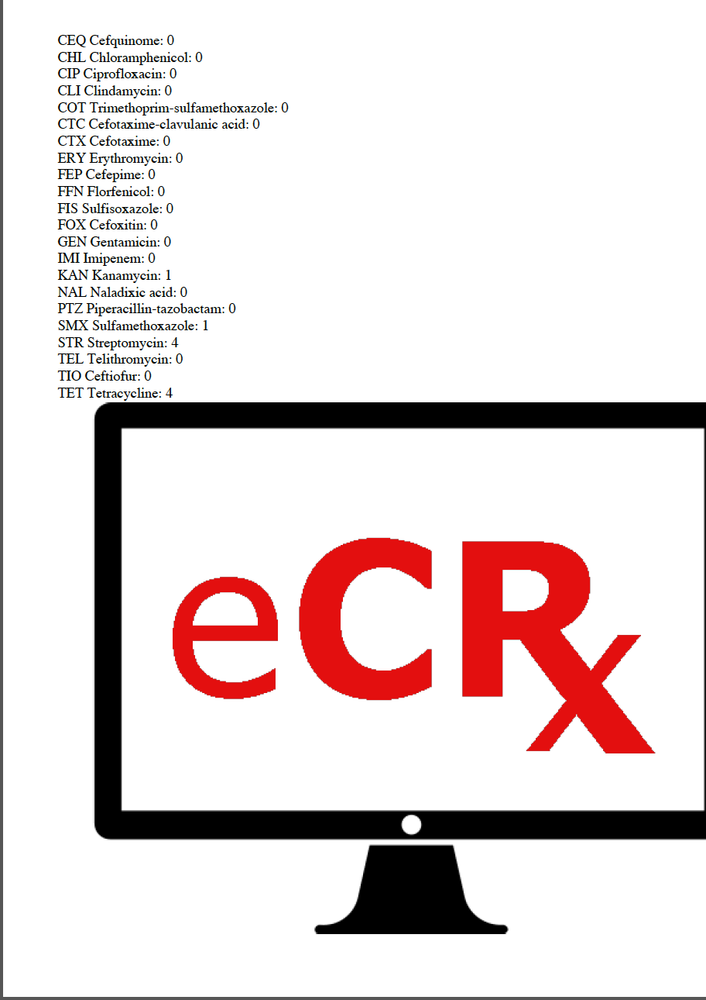 CEQ Cefquinome: 0
CHL Chloramphenicol: 0
CIP Ciprofloxacin: 0
CLI Clindamycin: 0
COT Trimethoprim-sulfamethoxazole: 0
CTC Cefotaxime-clavulanic acid: 0
CTX Cefotaxime: 0
ERY Erythromycin: 0
FEP Cefepime: 0
FFN Florfenicol: 0
FIS Sulfisoxazole: 0
FOX Cefoxitin: 0
GEN Gentamicin: 0
IMI Imipenem: 0
KAN Kanamycin: 1
NAL Naladixic acid: 0
PTZ Piperacillin-tazobactam: 0
SMX Sulfamethoxazole: 1
STR Streptomycin: 4
TEL Telithromycin: 0
TIO Ceftiofur: 0
TET Tetracycline: 4
eCRx